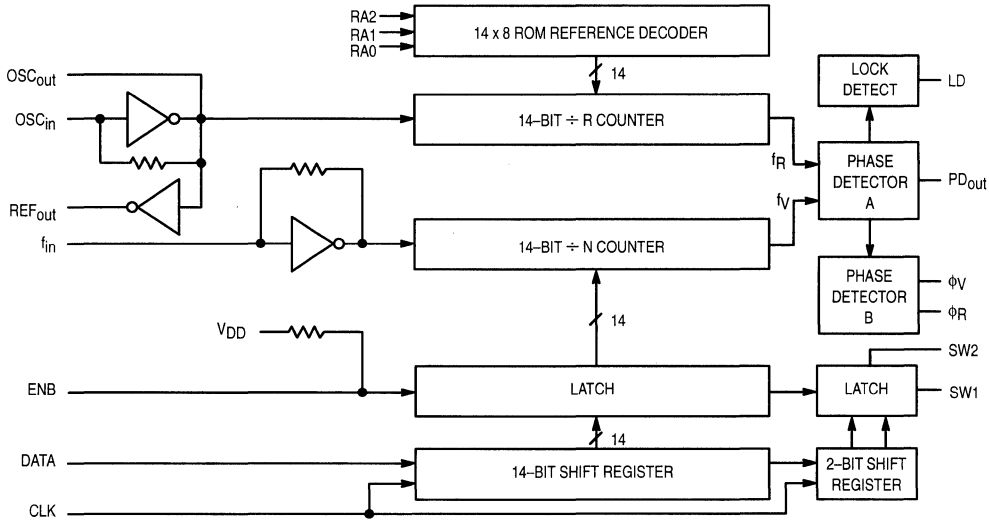 RA2
RA1
RA0
14 x 8 ROM REFERENCE DECODER
14
OSCout
OSCin
REFout
fin
14–BIT ÷ R COUNTER
LOCK
DETECT
LD
fR
fV
PHASE
DETECTOR
A
PDout
14–BIT ÷ N COUNTER
PHASE
DETECTOR
B
ϕV
ϕR
14
VDD
ENB
LATCH
LATCH
SW2
SW1
14
DATA
14–BIT SHIFT REGISTER
2–BIT SHIFT
REGISTER
CLK